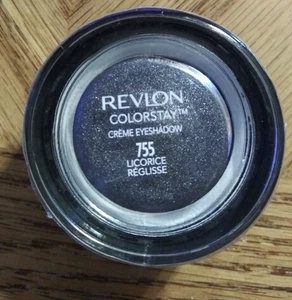 REVLON
COLORSTAY™
CRÈME EYESHADOW
755
LICORICE
RÉGLISSE